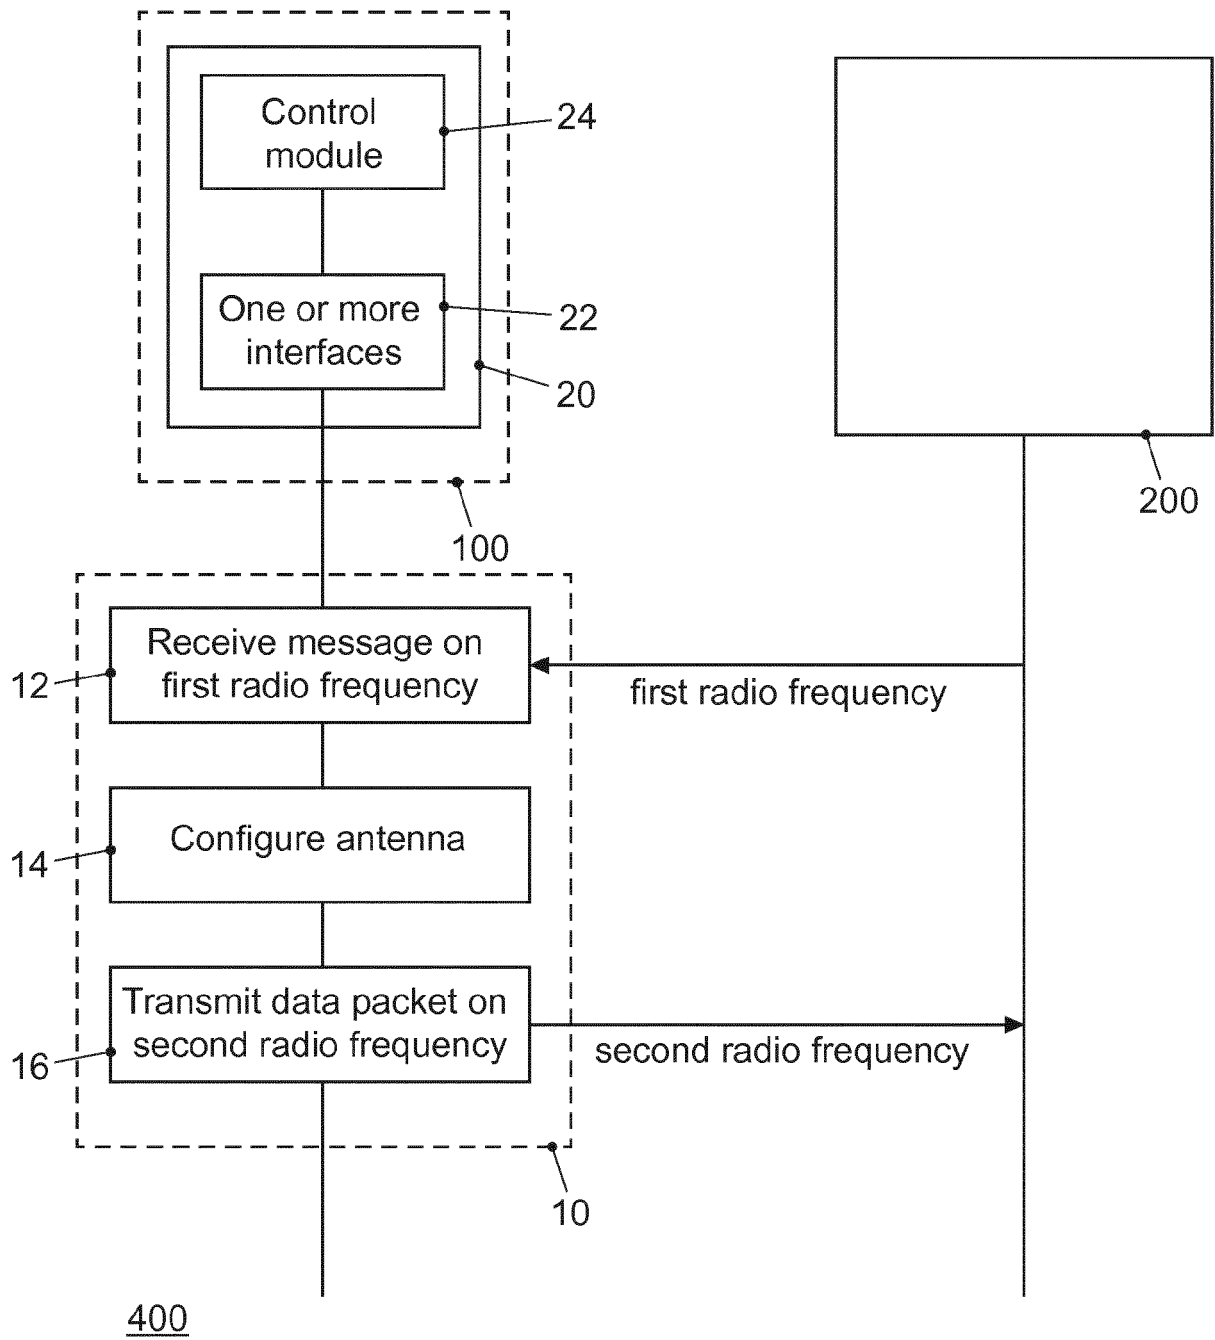 Control
module
24
One or more
interfaces
22
20
200
100
Receive message on
first radio frequency
12
first radio frequency
Configure antenna
14
Transmit data packet on
second radio frequency
16
second radio frequency
10
400